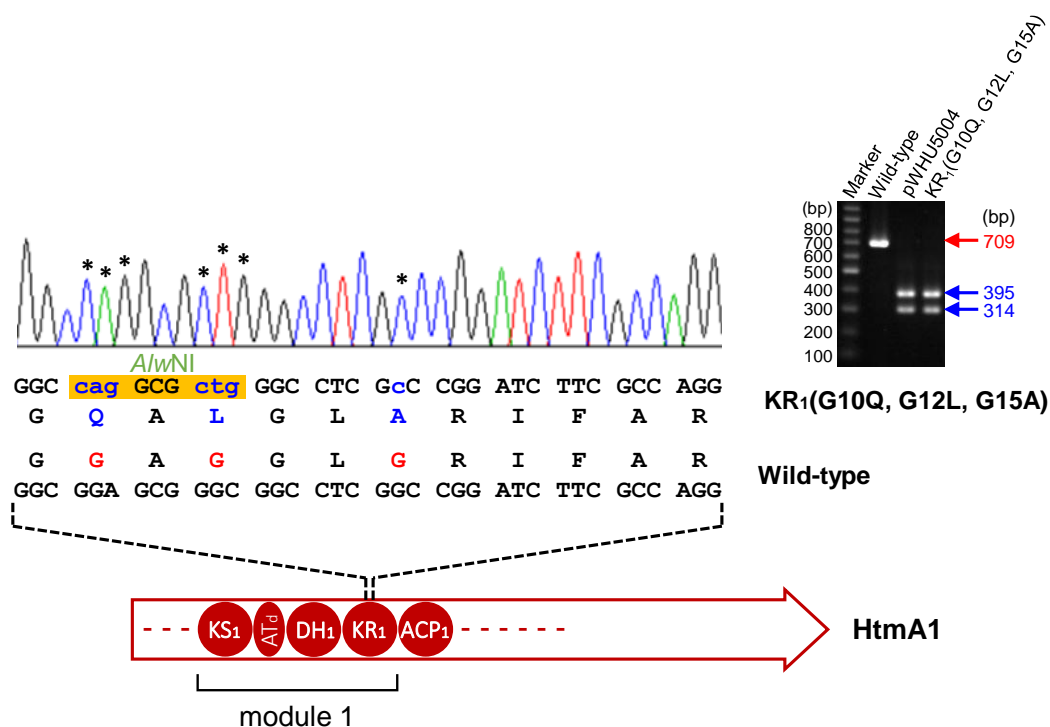 Marker
Wild-type
pWHU5004
KR1(G10Q, G12L, G15A)
(bp)
800
700
600
500
400
300
200
100
(bp)
709
395
314
* * * * * * *
AlwNI
GGC cag GCG ctg GGC CTC GcC CGG ATC TTC GCC AGG
G Q A L G L A R I F A R
KR1(G10Q, G12L, G15A)
G G A G G L G R I F A R
Wild-type
GGC GGA GCG GGC GGC CTC GGC CGG ATC TTC GCC AGG
KS1 ATd DH1 KR1 ACP1
HtmA1
module 1